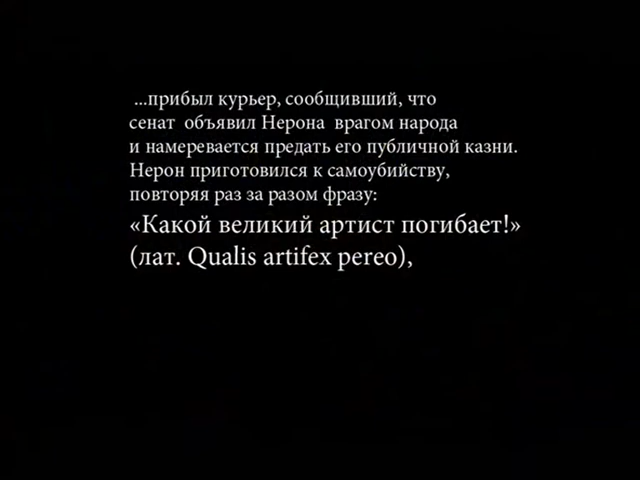 ...прибыл курьер, сообщивший, что
сенат объявил Нерона врагом народа
и намеревается предать его публичной казни.
Нерон приготовился к самоубийству,
повторяя раз за разом фразу:
«Какой великий артист погибает!»
(лат. Qualis artifex pereo),